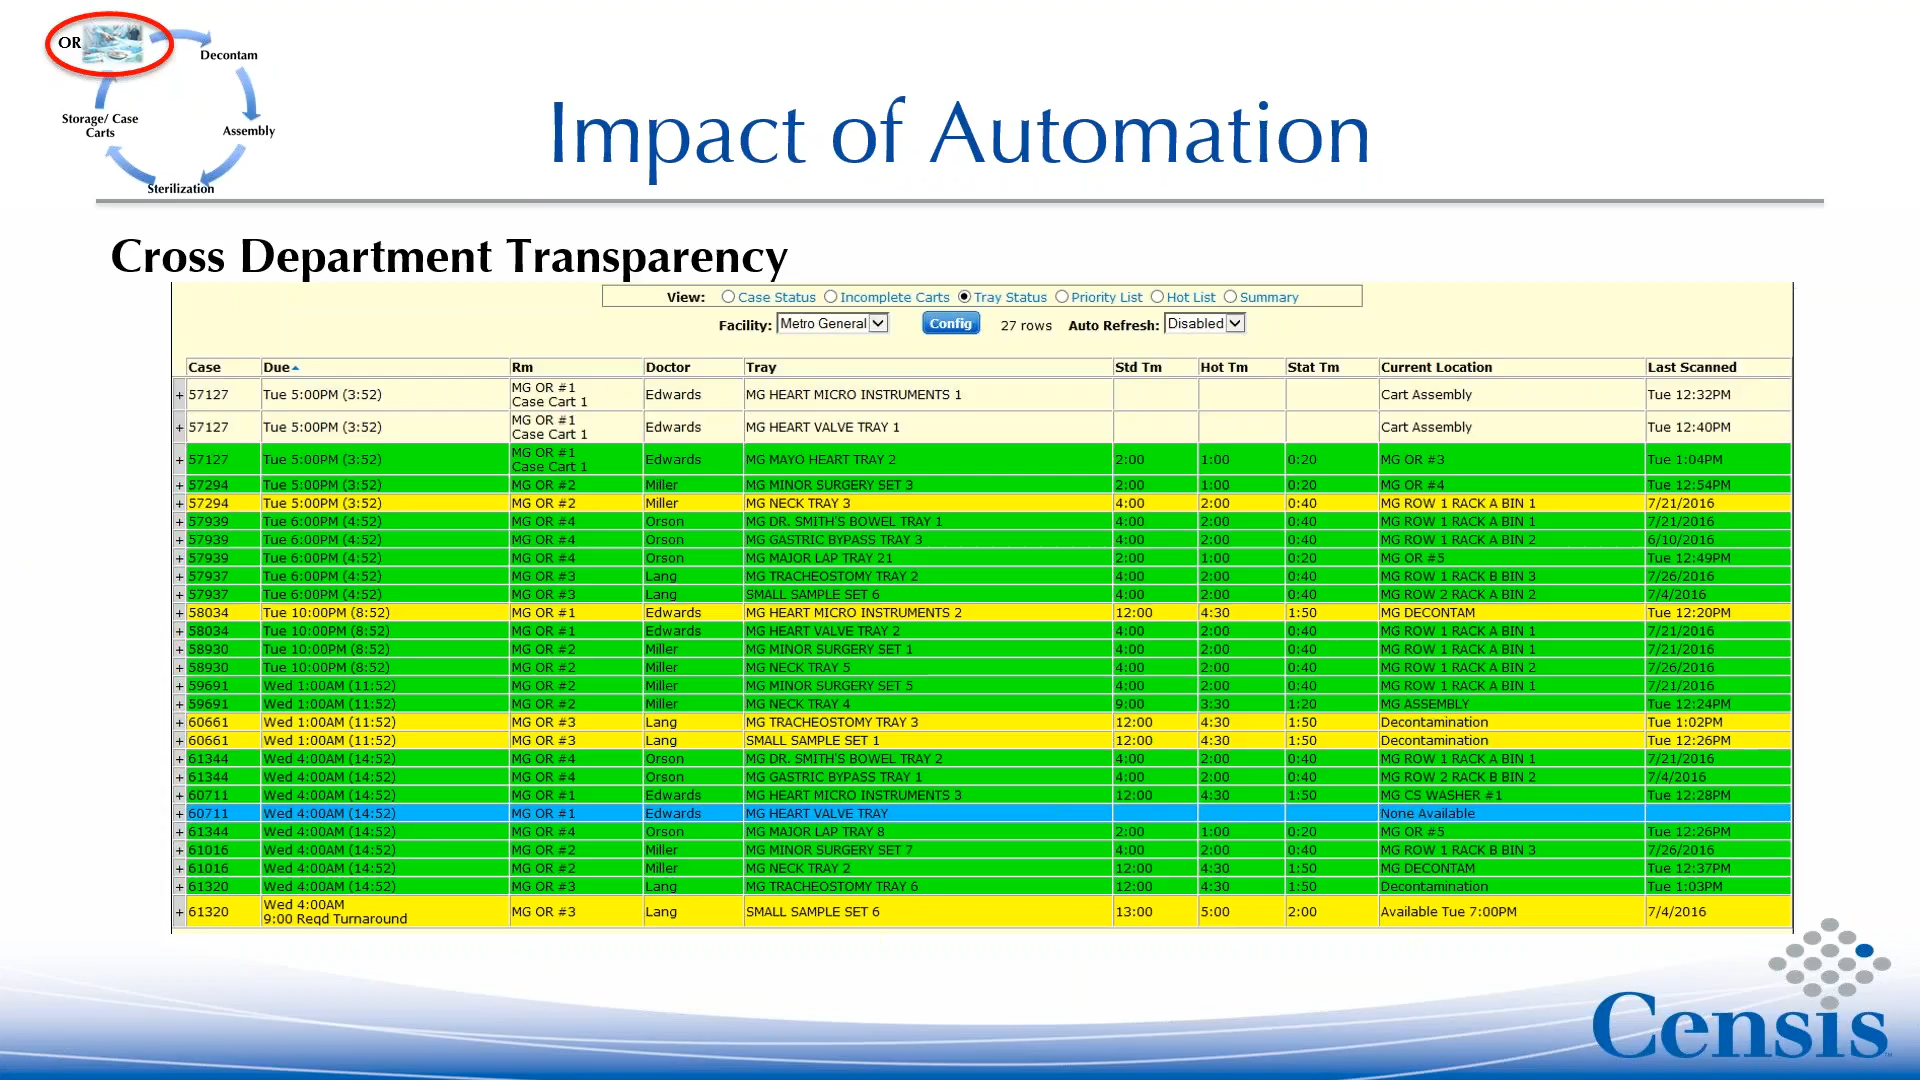 OR
Decontam
Storage/ Case
Carts
Assembly
Sterilization
Impact of Automation
Cross Department Transparency
View: Case Status Incomplete Carts Tray Status Priority List Hot List Summary
Facility: Metro General Config 27 rows Auto Refresh: Disabled
Case Due Rm Doctor Tray Std Tm Hot Tm Stat Tm Current Location Last Scanned
+ 57127 Tue 5:00PM (3:52) MG OR #1 Case Cart 1 Edwards MG HEART MICRO INSTRUMENTS 1 Cart Assembly Tue 12:32PM
+ 57127 Tue 5:00PM (3:52) MG OR #1 Case Cart 1 Edwards MG HEART VALVE TRAY 1 Cart Assembly Tue 12:40PM
+ 57127 Tue 5:00PM (3:52) MG OR #1 Case Cart 1 Edwards MG MAYO HEART TRAY 2 2:00 1:00 0:20 MG OR #3 Tue 1:04PM
+ 57294 Tue 5:00PM (3:52) MG OR #2 Miller MG MINOR SURGERY SET 3 2:00 1:00 0:20 MG OR #4 Tue 12:54PM
+ 57294 Tue 5:00PM (3:52) MG OR #2 Miller MG NECK TRAY 3 4:00 2:00 0:40 MG ROW 1 RACK A BIN 1 7/21/2016
+ 57939 Tue 6:00PM (4:52) MG OR #4 Orson MG DR. SMITH'S BOWEL TRAY 1 4:00 2:00 0:40 MG ROW 1 RACK A BIN 1 7/21/2016
+ 57939 Tue 6:00PM (4:52) MG OR #4 Orson MG GASTRIC BYPASS TRAY 3 4:00 2:00 0:40 MG ROW 1 RACK A BIN 2 6/10/2016
+ 57939 Tue 6:00PM (4:52) MG OR #4 Orson MG MAJOR LAP TRAY 21 2:00 1:00 0:20 MG OR #5 Tue 12:49PM
+ 57937 Tue 6:00PM (4:52) MG OR #3 Lang MG TRACHEOSTOMY TRAY 2 4:00 2:00 0:40 MG ROW 1 RACK B BIN 3 7/26/2016
+ 57937 Tue 6:00PM (4:52) MG OR #3 Lang SMALL SAMPLE SET 6 4:00 2:00 0:40 MG ROW 2 RACK A BIN 2 7/4/2016
+ 58034 Tue 10:00PM (8:52) MG OR #1 Edwards MG HEART MICRO INSTRUMENTS 2 12:00 4:30 1:50 MG DECONTAM Tue 12:20PM
+ 58034 Tue 10:00PM (8:52) MG OR #1 Edwards MG HEART VALVE TRAY 2 4:00 2:00 0:40 MG ROW 1 RACK A BIN 1 7/21/2016
+ 58930 Tue 10:00PM (8:52) MG OR #2 Miller MG MINOR SURGERY SET 1 4:00 2:00 0:40 MG ROW 1 RACK A BIN 1 7/21/2016
+ 58930 Tue 10:00PM (8:52) MG OR #2 Miller MG NECK TRAY 5 4:00 2:00 0:40 MG ROW 1 RACK A BIN 2 7/26/2016
+ 59691 Wed 1:00AM (11:52) MG OR #2 Miller MG MINOR SURGERY SET 5 4:00 2:00 0:40 MG ROW 1 RACK A BIN 1 7/21/2016
+ 59691 Wed 1:00AM (11:52) MG OR #2 Miller MG NECK TRAY 4 9:00 3:30 1:20 MG ASSEMBLY Tue 12:24PM
+ 60661 Wed 1:00AM (11:52) MG OR #3 Lang MG TRACHEOSTOMY TRAY 3 12:00 4:30 1:50 Decontamination Tue 1:02PM
+ 60661 Wed 1:00AM (11:52) MG OR #3 Lang SMALL SAMPLE SET 1 12:00 4:30 1:50 Decontamination Tue 12:26PM
+ 61344 Wed 4:00AM (14:52) MG OR #4 Orson MG DR. SMITH'S BOWEL TRAY 2 4:00 2:00 0:40 MG ROW 1 RACK A BIN 1 7/21/2016
+ 61344 Wed 4:00AM (14:52) MG OR #4 Orson MG GASTRIC BYPASS TRAY 1 4:00 2:00 0:40 MG ROW 2 RACK B BIN 2 7/4/2016
+ 60711 Wed 4:00AM (14:52) MG OR #1 Edwards MG HEART MICRO INSTRUMENTS 3 12:00 4:30 1:50 MG CS WASHER #1 Tue 12:28PM
+ 60711 Wed 4:00AM (14:52) MG OR #1 Edwards MG HEART VALVE TRAY None Available
+ 61344 Wed 4:00AM (14:52) MG OR #4 Orson MG MAJOR LAP TRAY 8 2:00 1:00 0:20 MG OR #5 Tue 12:26PM
+ 61016 Wed 4:00AM (14:52) MG OR #2 Miller MG MINOR SURGERY SET 7 4:00 2:00 0:40 MG ROW 1 RACK B BIN 3 7/26/2016
+ 61016 Wed 4:00AM (14:52) MG OR #2 Miller MG NECK TRAY 2 12:00 4:30 1:50 MG DECONTAM Tue 12:37PM
+ 61320 Wed 4:00AM (14:52) MG OR #3 Lang MG TRACHEOSTOMY TRAY 6 12:00 4:30 1:50 Decontamination Tue 1:03PM
+ 61320 Wed 4:00AM 9:00 Reqd Turnaround MG OR #3 Lang SMALL SAMPLE SET 6 13:00 5:00 2:00 Available Tue 7:00PM 7/4/2016
Censis